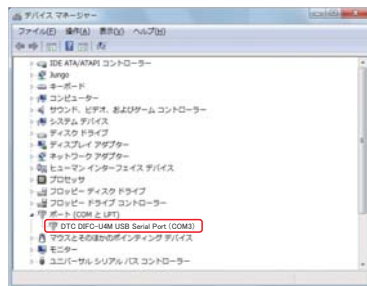 デバイス マネージャー
ファイル(F) 操作(A) 表示(V) ヘルプ(H)
IDE ATA/ATAPI コントローラー
Jungo
キーボード
コンピューター
サウンド、ビデオ、およびゲーム コントローラー
システム デバイス
ディスク ドライブ
ディスプレイ アダプター
ネットワーク アダプター
ヒューマン インターフェイス デバイス
プロセッサ
フロッピー ディスク ドライブ
フロッピー ドライブ コントローラー
ポート (COM と LPT)
DTC DIFC-U4M USB Serial Port (COM3)
マウスとそのほかのポインティング デバイス
モニター
ユニバーサル シリアル バス コントローラー